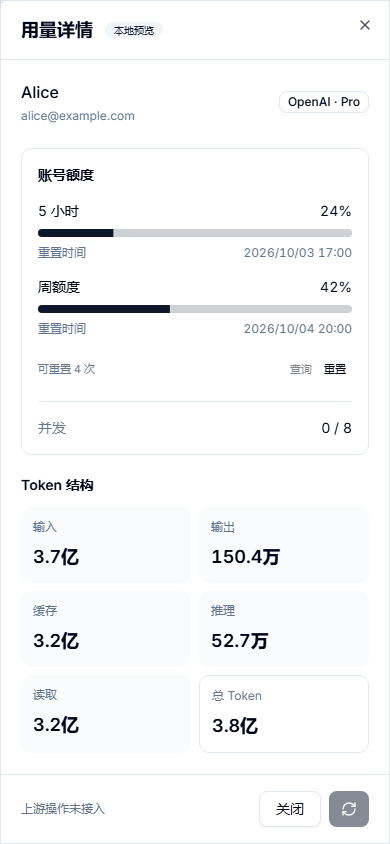 用量详情 本地预览
Alice
alice@example.com
OpenAI · Pro
账号额度
5 小时 24%
重置时间 2026/10/03 17:00
周额度 42%
重置时间 2026/10/04 20:00
可重置 4 次 查询 重置
并发 0 / 8
Token 结构
输入 输出
3.7亿 150.4万
缓存 推理
3.2亿 52.7万
读取 总 Token
3.2亿 3.8亿
上游操作未接入 关闭